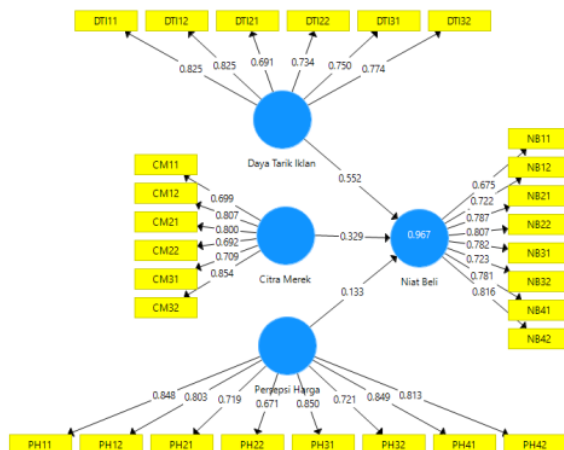 DTI11 DTI12 DTI21 DTI22 DTI31 DTI32
0.825 0.825 0.691 0.734 0.750 0.774
Daya Tarik Iklan
0.552
CM11
CM12
CM21
CM22
CM31
CM32
0.699
0.807
0.800
0.692
0.709
0.854
Citra Merek
0.329
0.967
Niat Beli
NB11
NB12
NB21
NB22
NB31
NB32
NB41
NB42
0.675
0.722
0.787
0.807
0.782
0.723
0.781
0.816
0.133
Persepsi Harga
0.848 0.803 0.719 0.671 0.850 0.721 0.849 0.813
PH11 PH12 PH21 PH22 PH31 PH32 PH41 PH42